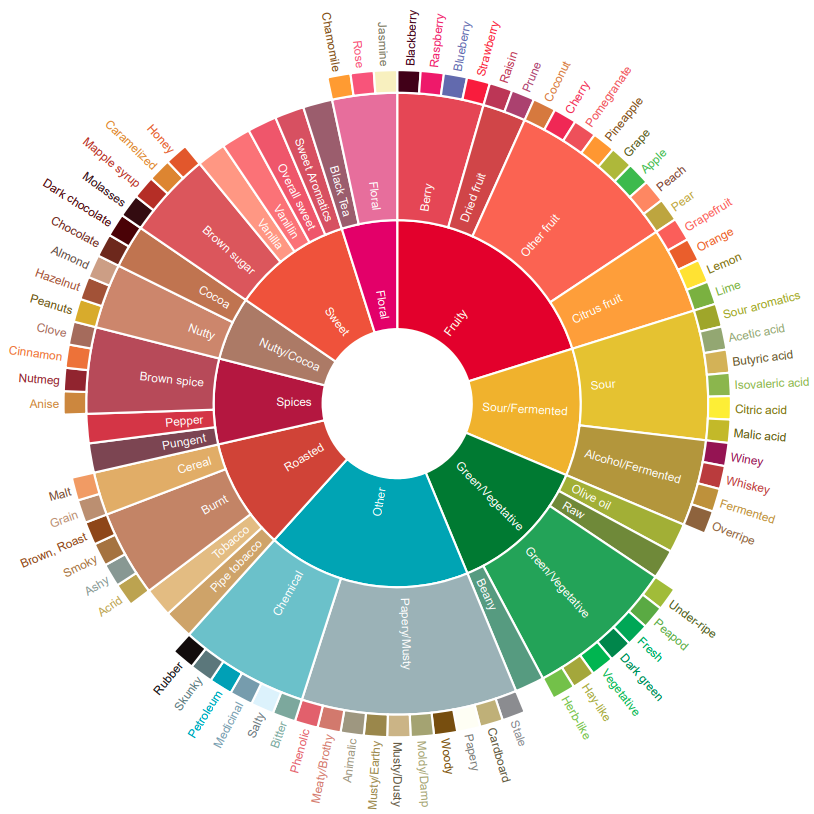 Fruity
Sour/Fermented
Green/Vegetative
Other
Roasted
Spices
Nutty/Cocoa
Sweet
Floral
Berry
Dried fruit
Other fruit
Citrus fruit
Sour
Alcohol/Fermented
Olive oil
Raw
Green/Vegetative
Beany
Papery/Musty
Chemical
Pipe tobacco
Tobacco
Burnt
Cereal
Pungent
Pepper
Brown spice
Nutty
Cocoa
Brown sugar
Vanilla
Vanillin
Overall sweet
Sweet Aromatics
Black Tea
Floral
Blackberry
Raspberry
Blueberry
Strawberry
Raisin
Prune
Coconut
Cherry
Pomegranate
Pineapple
Grape
Apple
Peach
Pear
Grapefruit
Orange
Lemon
Lime
Sour aromatics
Acetic acid
Butyric acid
Isovaleric acid
Citric acid
Malic acid
Winey
Whiskey
Fermented
Overripe
Under-ripe
Peapod
Fresh
Dark green
Vegetative
Hay-like
Herb-like
Stale
Cardboard
Papery
Woody
Moldy/Damp
Musty/Dusty
Musty/Earthy
Animalic
Meaty/Brothy
Phenolic
Bitter
Salty
Medicinal
Petroleum
Skunky
Rubber
Acrid
Ashy
Smoky
Brown, Roast
Grain
Malt
Anise
Nutmeg
Cinnamon
Clove
Peanuts
Hazelnut
Almond
Chocolate
Dark chocolate
Molasses
Mapple syrup
Caramelized
Honey
Chamomile
Rose
Jasmine